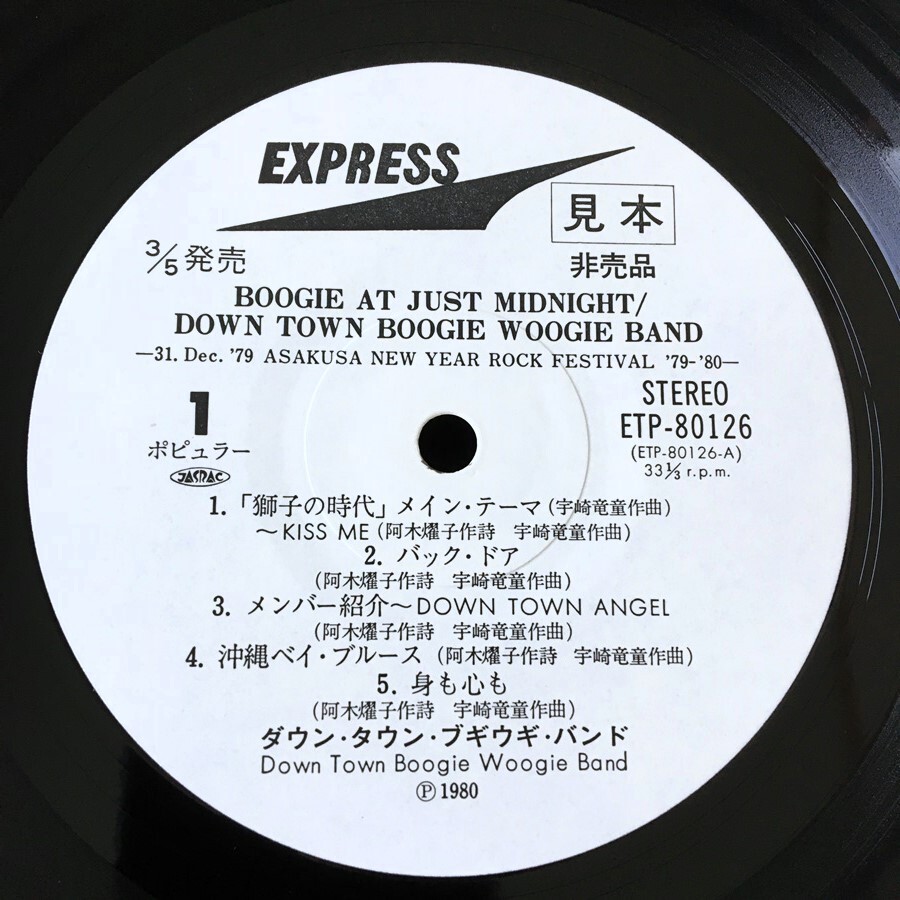 EXPRESS
見本
3/5発売
非売品
BOOGIE AT JUST MIDNIGHT/
DOWN TOWN BOOGIE WOOGIE BAND
—31. Dec. '79 ASAKUSA NEW YEAR ROCK FESTIVAL '79-'80—
1
ポピュラー
JASRAC
STEREO
ETP-80126
(ETP-80126-A)
33⅓ r.p.m.
1. 「獅子の時代」メイン・テーマ (宇崎竜童作曲)
～KISS ME (阿木燿子作詩 宇崎竜童作曲)
2. バック・ドア
(阿木燿子作詩 宇崎竜童作曲)
3. メンバー紹介～DOWN TOWN ANGEL
(阿木燿子作詩 宇崎竜童作曲)
4. 沖縄ベイ・ブルース (阿木燿子作詩 宇崎竜童作曲)
5. 身も心も
(阿木燿子作詩 宇崎竜童作曲)
ダウン・タウン・ブギウギ・バンド
Down Town Boogie Woogie Band
Ⓟ1980